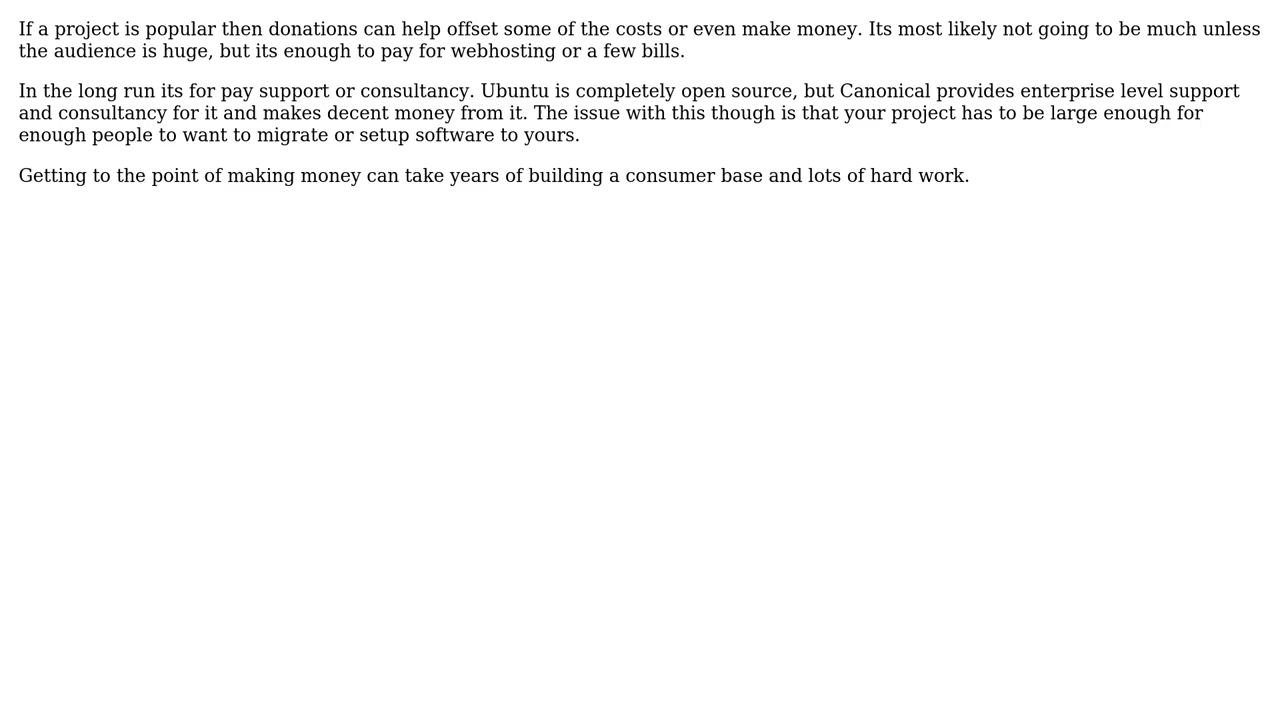 If a project is popular then donations can help offset some of the costs or even make money. Its most likely not going to be much unless
the audience is huge, but its enough to pay for webhosting or a few bills.
In the long run its for pay support or consultancy. Ubuntu is completely open source, but Canonical provides enterprise level support
and consultancy for it and makes decent money from it. The issue with this though is that your project has to be large enough for
enough people to want to migrate or setup software to yours.
Getting to the point of making money can take years of building a consumer base and lots of hard work.